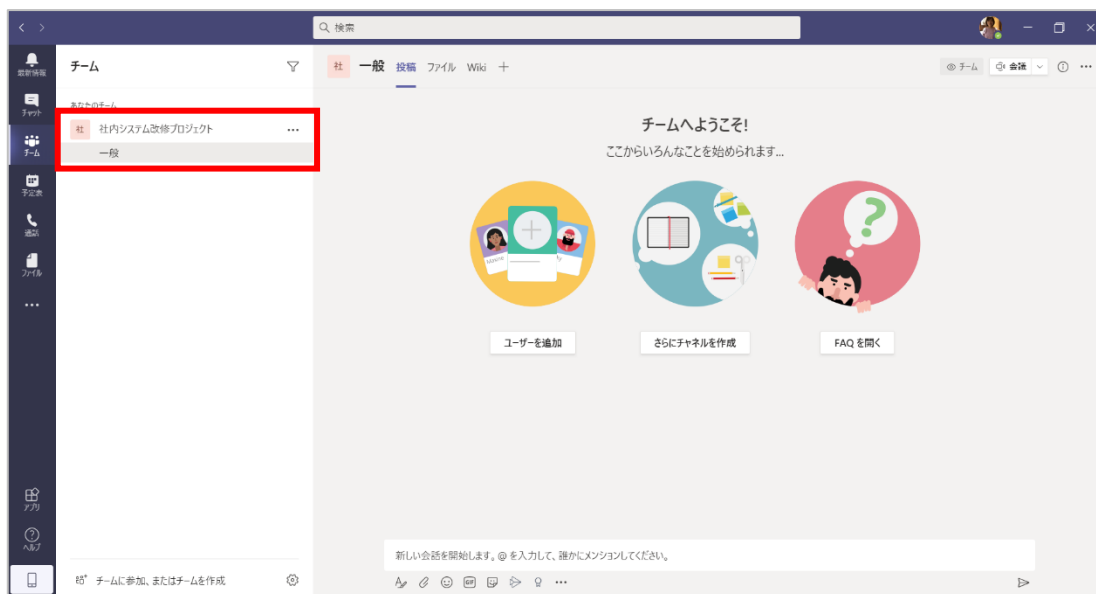 検索
最新情報
チャット
チーム
予定表
通話
ファイル
アプリ
ヘルプ
チーム
あなたのチーム
社 社内システム改修プロジェクト
一般
チームに参加、またはチームを作成
社 一般 投稿 ファイル Wiki
チーム 会議
チームへようこそ!
ここからいろんなことを始められます...
ユーザーを追加 さらにチャネルを作成 FAQ を開く
新しい会話を開始します。@ を入力して、誰かにメンションしてください。
GIF